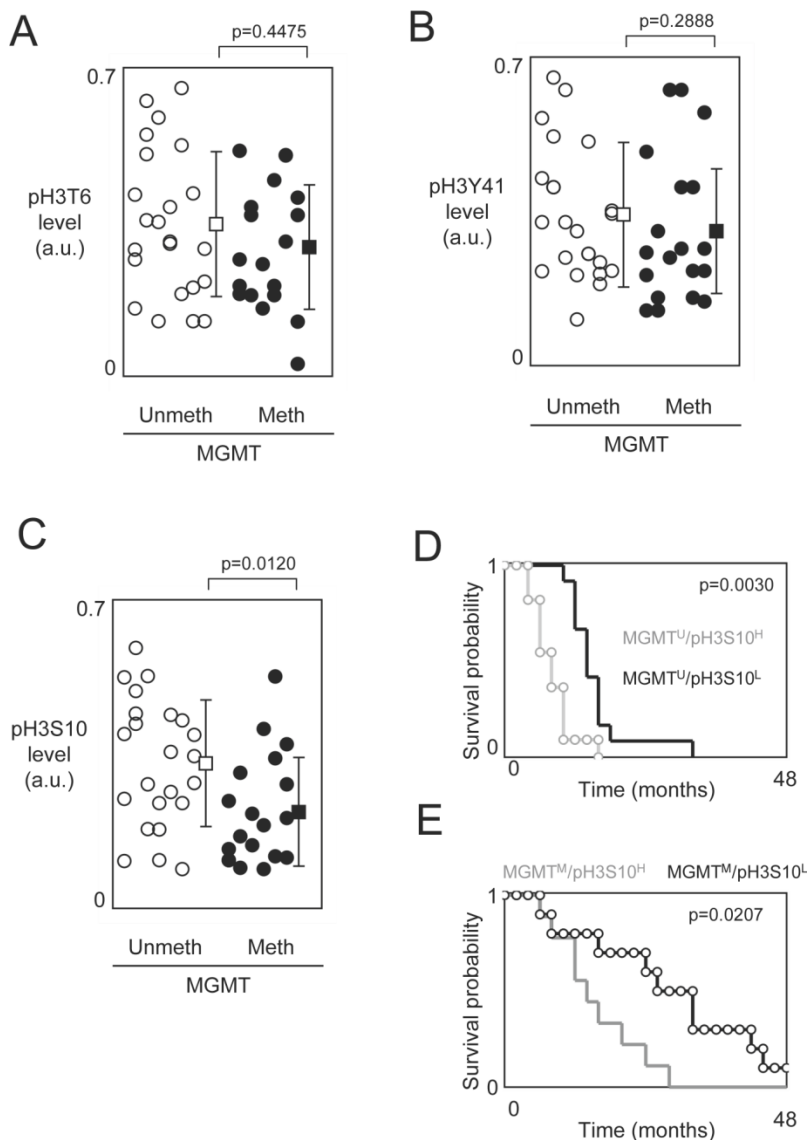 A
p=0.4475
0.7
pH3T6
level
(a.u.)
0
Unmeth Meth
MGMT
B
p=0.2888
0.7
pH3Y41
level
(a.u.)
0
Unmeth Meth
MGMT
C
p=0.0120
0.7
pH3S10
level
(a.u.)
0
Unmeth Meth
MGMT
D
Survival probability
1
p=0.0030
MGMTᵁ/pH3S10ᴴ
MGMTᵁ/pH3S10ᴸ
0
0 48
Time (months)
E
MGMTᴹ/pH3S10ᴴ MGMTᴹ/pH3S10ᴸ
Survival probability
1
p=0.0207
0
0 48
Time (months)